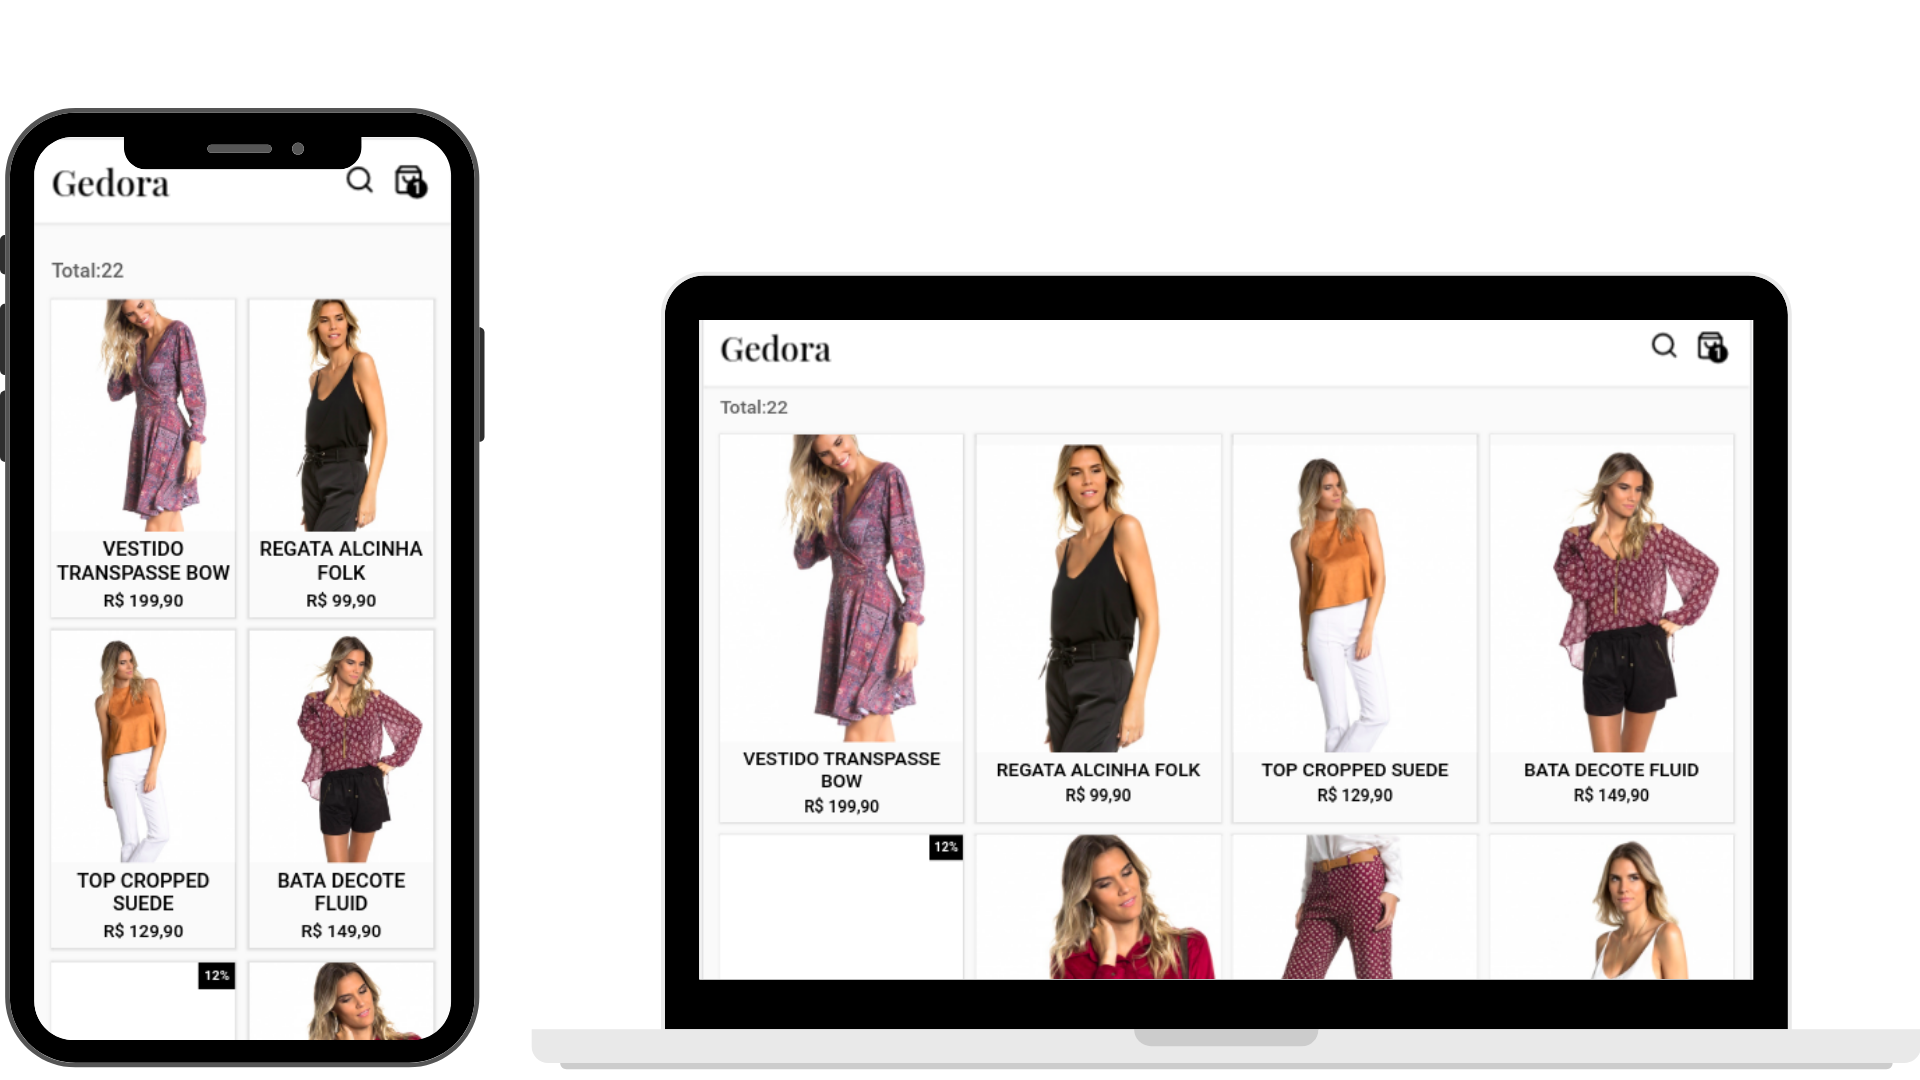 Gedora
1
Total:22
VESTIDO
TRANSPASSE BOW
R$ 199,90
REGATA ALCINHA
FOLK
R$ 99,90
TOP CROPPED
SUEDE
R$ 129,90
BATA DECOTE
FLUID
R$ 149,90
12%
Gedora
1
Total:22
VESTIDO TRANSPASSE
BOW
R$ 199,90
REGATA ALCINHA FOLK
R$ 99,90
TOP CROPPED SUEDE
R$ 129,90
BATA DECOTE FLUID
R$ 149,90
12%